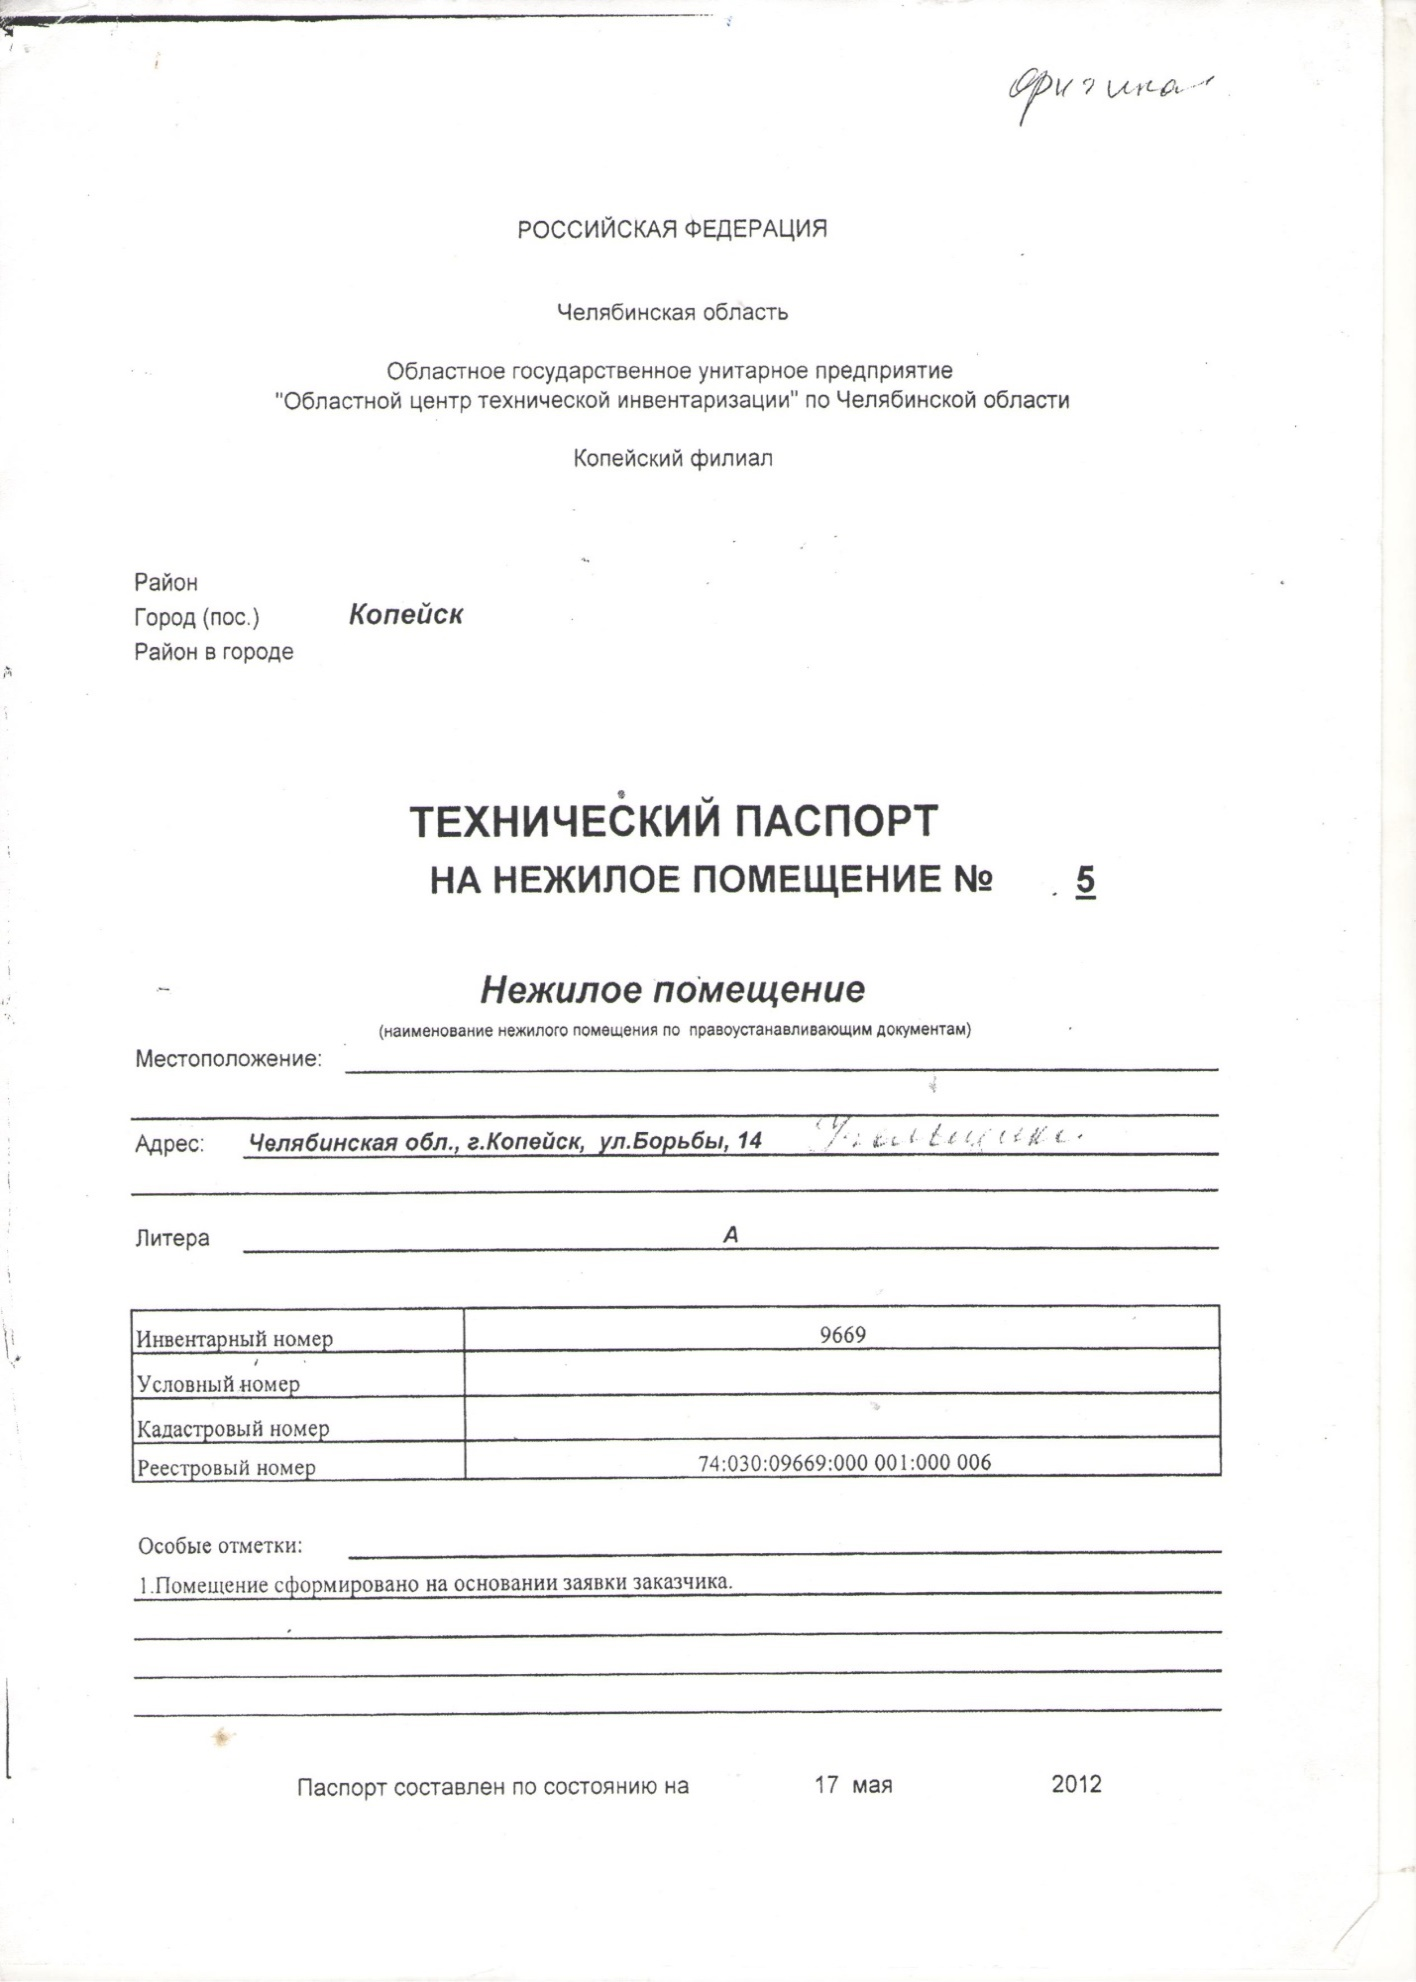 РОССИЙСКАЯ ФЕДЕРАЦИЯ
Челябинская область
Областное государственное унитарное предприятие
"Областной центр технической инвентаризации" по Челябинской области
Копейский филиал
Район
Город (пос.) Копейск
Район в городе
ТЕХНИЧЕСКИЙ ПАСПОРТ
НА НЕЖИЛОЕ ПОМЕЩЕНИЕ № 5
Нежилое помещение
(наименование нежилого помещения по правоустанавливающим документам)
Местоположение:
Адрес: Челябинская обл., г.Копейск, ул.Борьбы, 14
Литера А
Инвентарный номер 9669
Условный номер
Кадастровый номер
Реестровый номер 74:030:09669:000 001:000 006
Особые отметки:
1.Помещение сформировано на основании заявки заказчика.
Паспорт составлен по состоянию на 17 мая 2012